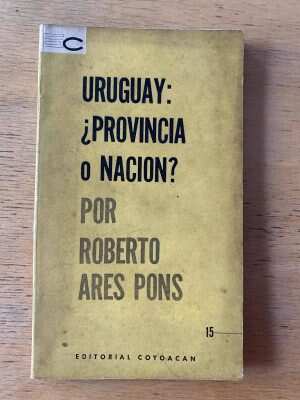 C
URUGUAY:
¿PROVINCIA
o NACION?
POR
ROBERTO
ARES PONS
15
EDITORIAL COYOACAN